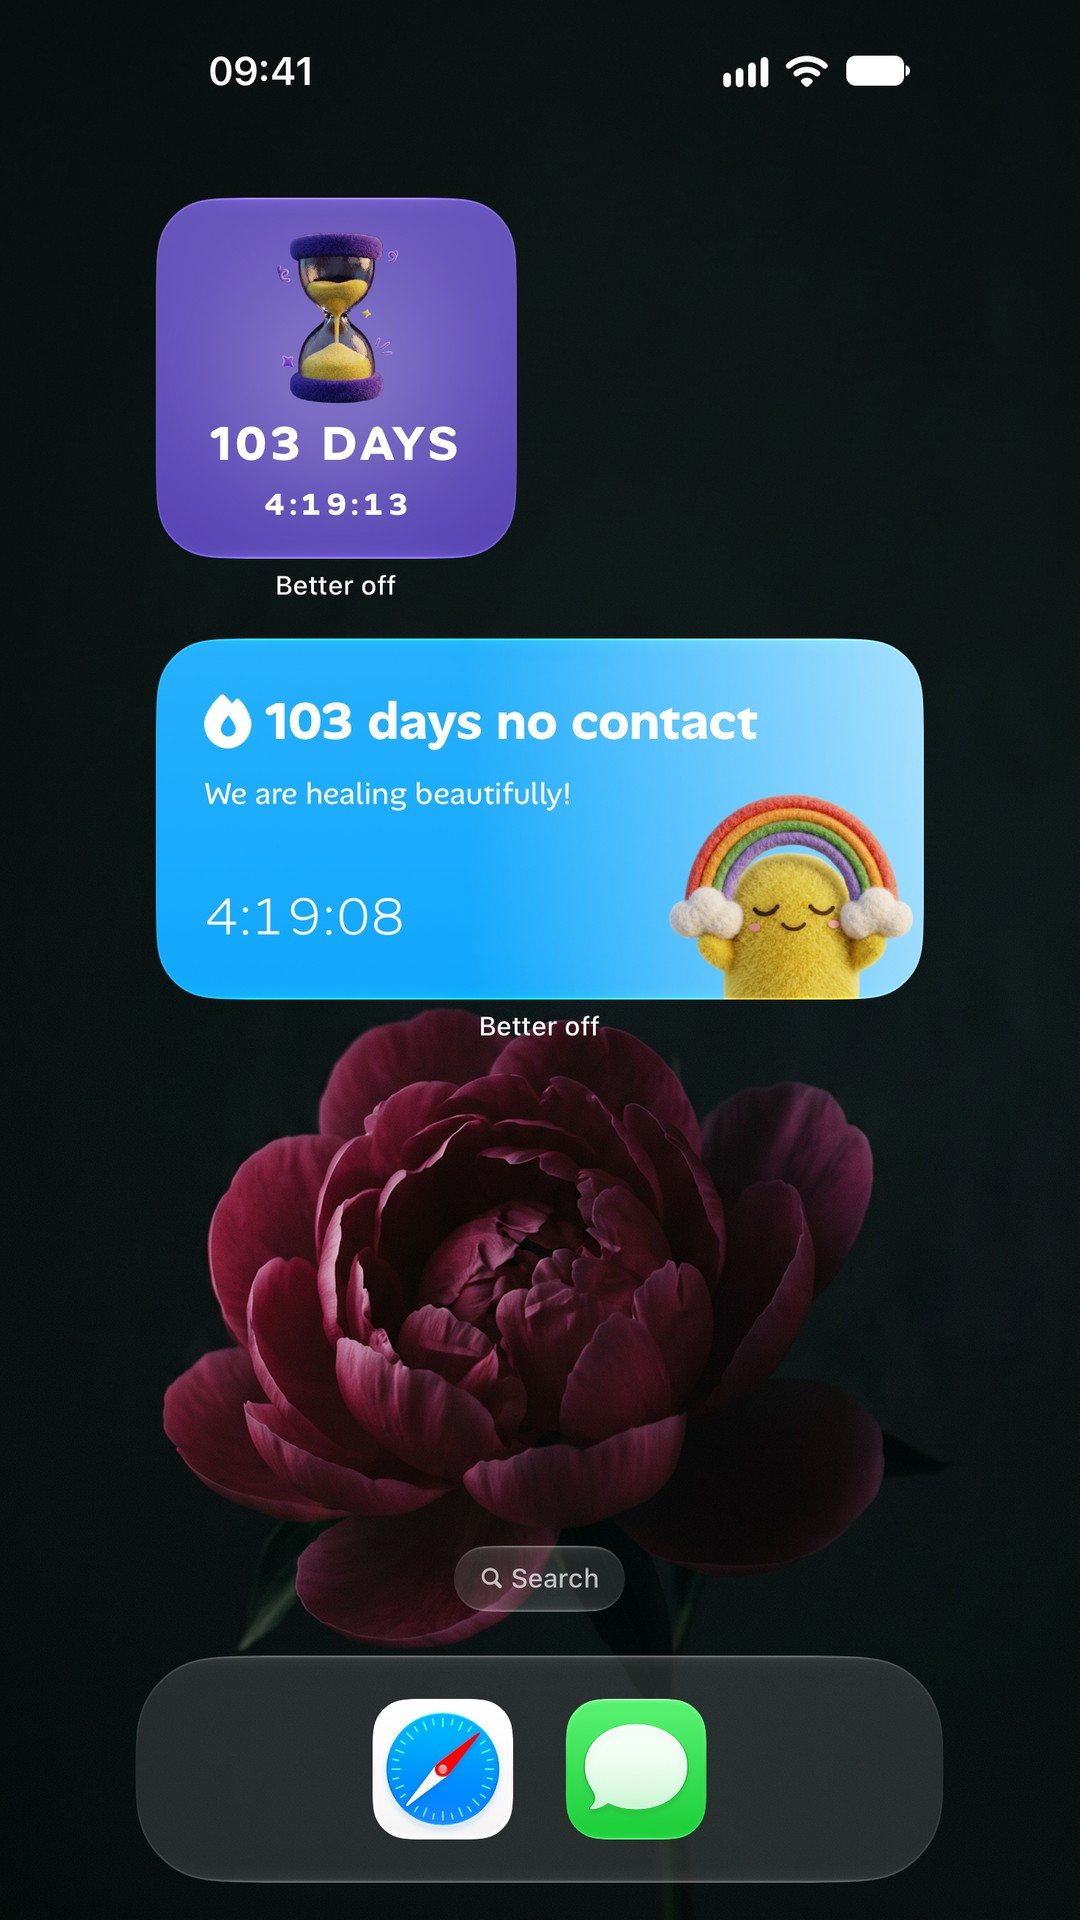 09:41
103 DAYS
4:19:13
Better off
103 days no contact
We are healing beautifully!
4:19:08
Better off
Search